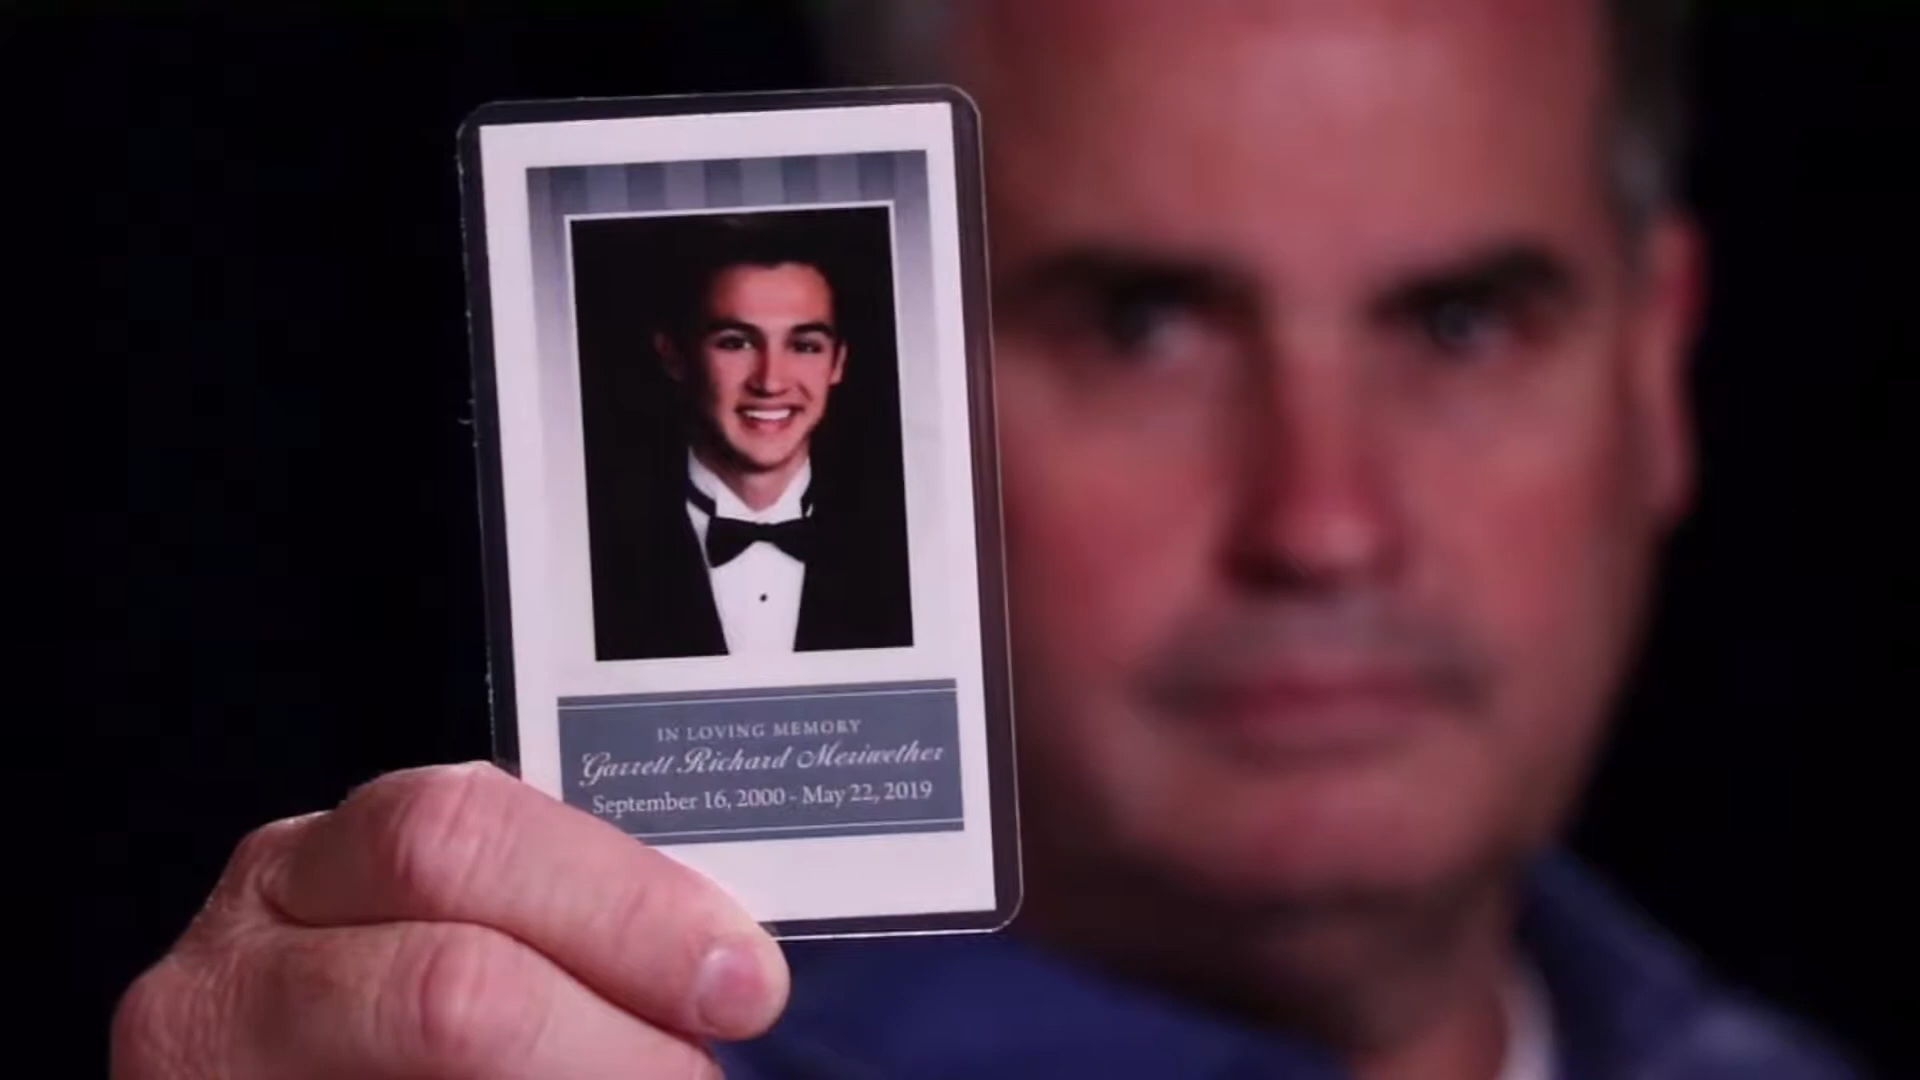 IN LOVING MEMORY
Garrett Richard Meriwether
September 16, 2000 - May 22, 2019